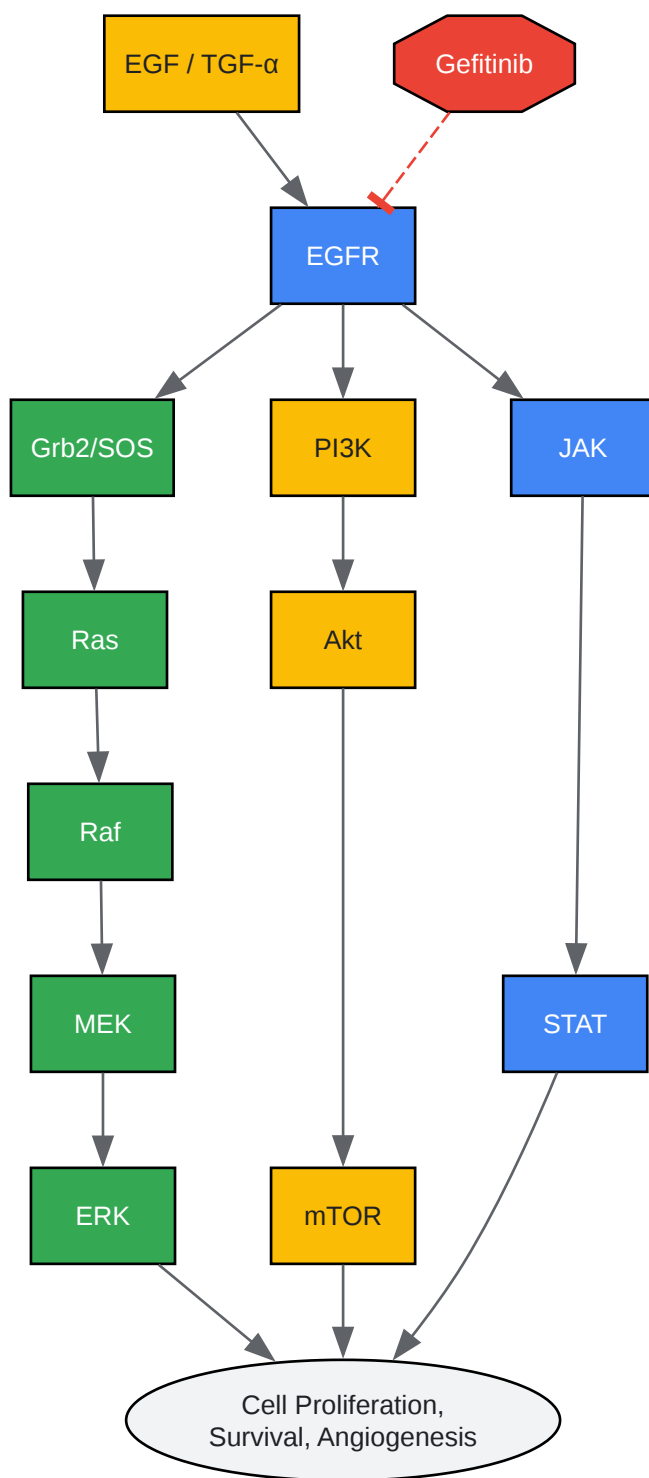 EGF / TGF-α
Gefitinib
EGFR
Grb2/SOS
PI3K
JAK
Ras
Akt
Raf
MEK
STAT
ERK
mTOR
Cell Proliferation,
Survival, Angiogenesis